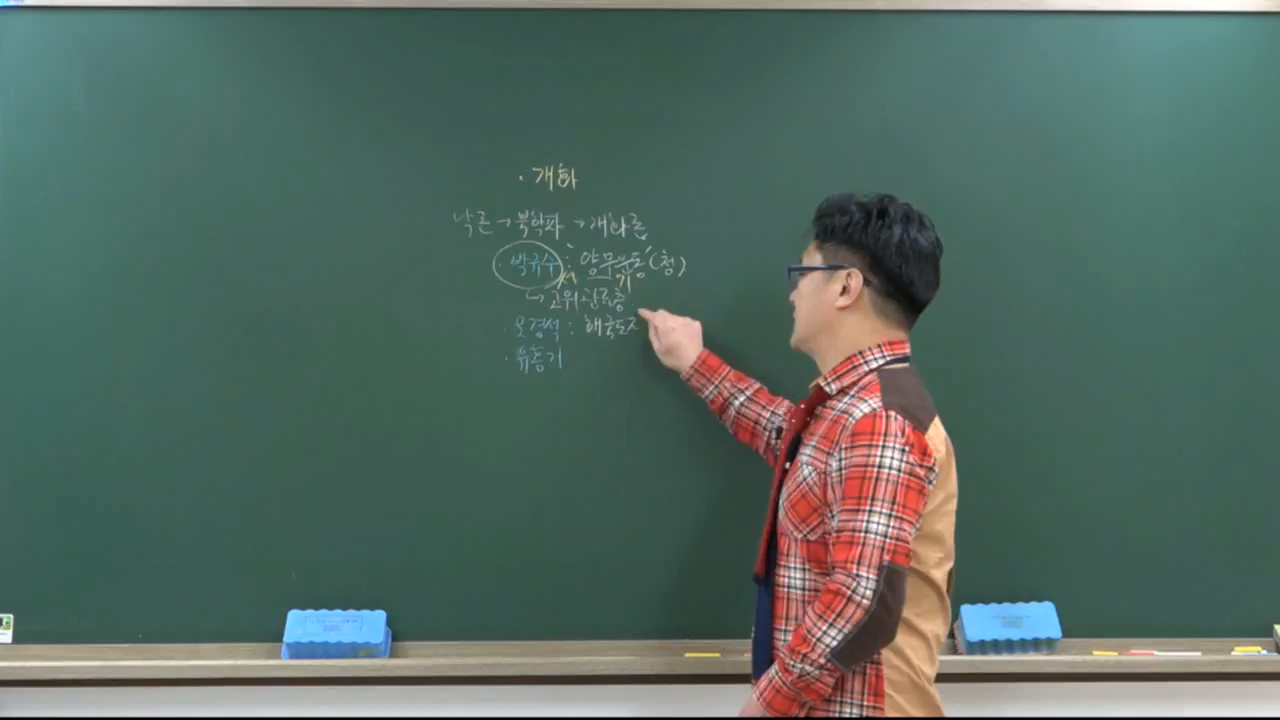 · 개화
낙론 → 북학파 → 개화론
· 박규수 : 양무운동 (청)
↳ 고위관료층
· 오경석 : 해국도지
· 유홍기